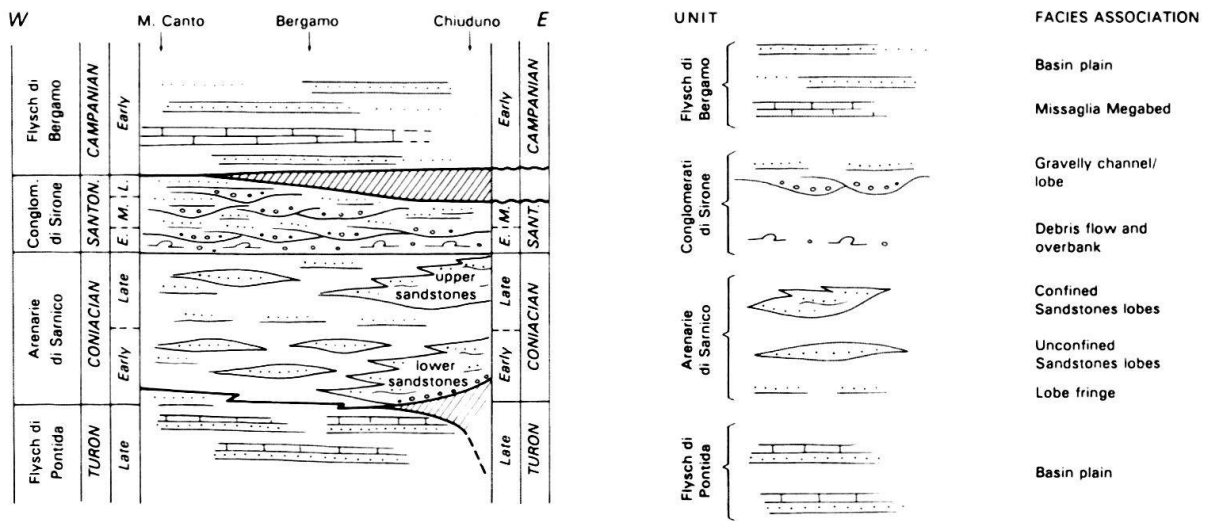 W
M. Canto
Bergamo
Chiuduno
E
Flysch di
Bergamo
CAMPANIAN
Early
Early
CAMPANIAN
Conglom.
di Sirone
SANTON.
E. M. L.
E. M.
SANT.
Arenarie
di Sarnico
CONIACIAN
Early
Late
upper
sandstones
lower
sandstones
Early
Late
CONIACIAN
Flysch di
Pontida
TURON
Late
Late
TURON
UNIT
FACIES ASSOCIATION
Flysch di
Bergamo
Basin plain
Missaglia Megabed
Conglomerati
di Sirone
Gravelly channel/
lobe
Debris flow and
overbank
Arenarie
di Sarnico
Confined
Sandstones lobes
Unconfined
Sandstones lobes
Lobe fringe
Flysch di
Pontida
Basin plain